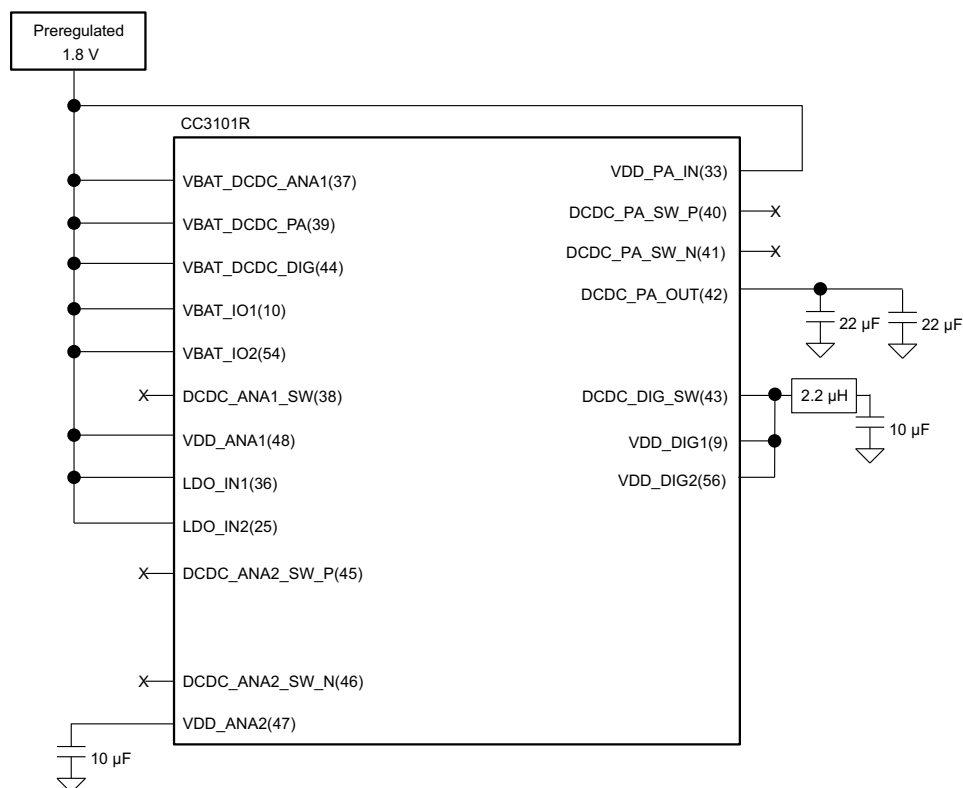 Preregulated
1.8 V
CC3101R
VBAT_DCDC_ANA1(37)
VBAT_DCDC_PA(39)
VBAT_DCDC_DIG(44)
VBAT_IO1(10)
VBAT_IO2(54)
DCDC_ANA1_SW(38)
VDD_ANA1(48)
LDO_IN1(36)
LDO_IN2(25)
DCDC_ANA2_SW_P(45)
DCDC_ANA2_SW_N(46)
VDD_ANA2(47)
10 µF
VDD_PA_IN(33)
DCDC_PA_SW_P(40)
DCDC_PA_SW_N(41)
DCDC_PA_OUT(42)
22 µF
22 µF
DCDC_DIG_SW(43)
2.2 µH
10 µF
VDD_DIG1(9)
VDD_DIG2(56)